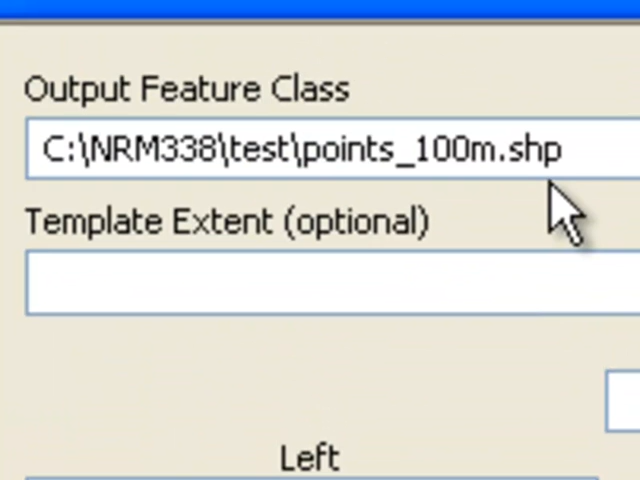 Output Feature Class
C:\NRM338\test\points_100m.shp
Template Extent (optional)
Left